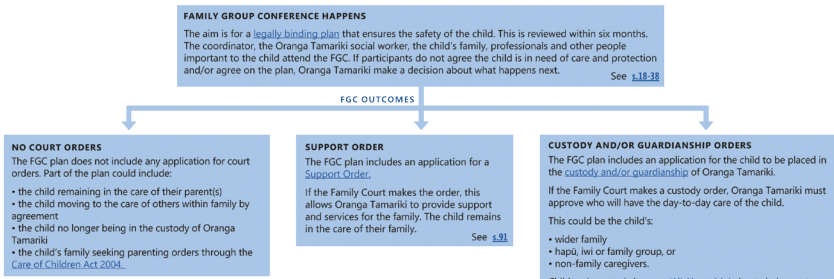 FAMILY GROUP CONFERENCE HAPPENS
The aim is for a legally binding plan that ensures the safety of the child. This is reviewed within six months.
The coordinator, the Oranga Tamariki social worker, the child's family, professionals and other people
important to the child attend the FGC. If participants do not agree the child is in need of care and protection
and/or agree on the plan, Oranga Tamariki make a decision about what happens next.
See s.18-38
FGC OUTCOMES
NO COURT ORDERS
The FGC plan does not include any application for court
orders. Part of the plan could include:
• the child remaining in the care of their parent(s)
• the child moving to the care of others within family by
agreement
• the child no longer being in the custody of Oranga
Tamariki
• the child's family seeking parenting orders through the
Care of Children Act 2004.
SUPPORT ORDER
The FGC plan includes an application for a
Support Order.
If the Family Court makes the order, this
allows Oranga Tamariki to provide support
and services for the family. The child remains
in the care of their family.
See s.91
CUSTODY AND/OR GUARDIANSHIP ORDERS
The FGC plan includes an application for the child to be placed in
the custody and/or guardianship of Oranga Tamariki.
If the Family Court makes a custody order, Oranga Tamariki must
approve who will have the day-to-day care of the child.
This could be the child's:
• wider family
• hapū, iwi or family group, or
• non-family caregivers.